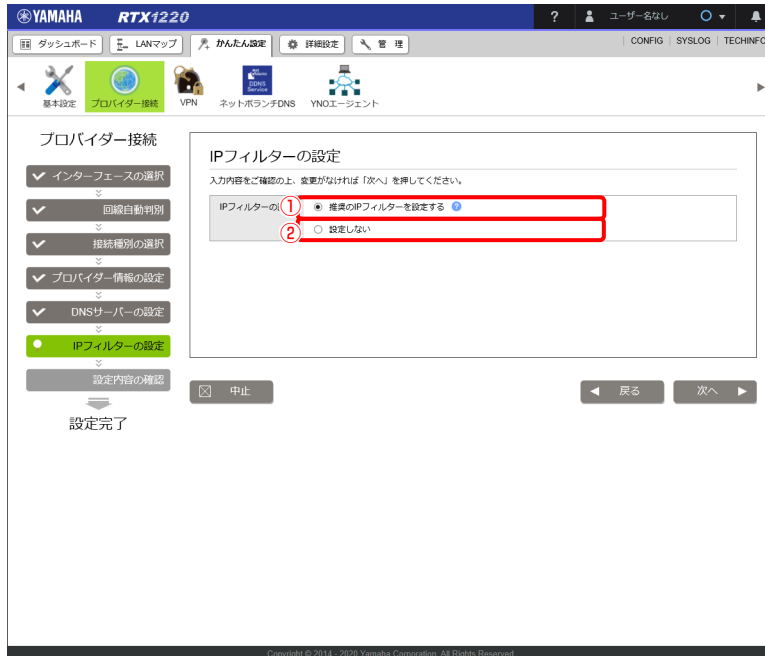 YAMAHA RTX1220 ? ユーザー名なし
ダッシュボード LANマップ かんたん設定 詳細設定 管 理 CONFIG SYSLOG TECHINFO
基本設定 プロバイダー接続 VPN ネットボランチDNS YNOエージェント
DDNS
Service
プロバイダー接続
インターフェースの選択
回線自動判別
接続種別の選択
プロバイダー情報の設定
DNSサーバーの設定
IPフィルターの設定
設定内容の確認
設定完了
IPフィルターの設定
入力内容をご確認の上、変更がなければ「次へ」を押してください。
IPフィルターの ① 推奨のIPフィルターを設定する ?
② 設定しない
中止 戻る 次へ
Copyright © 2014 - 2020 Yamaha Corporation. All Rights Reserved.